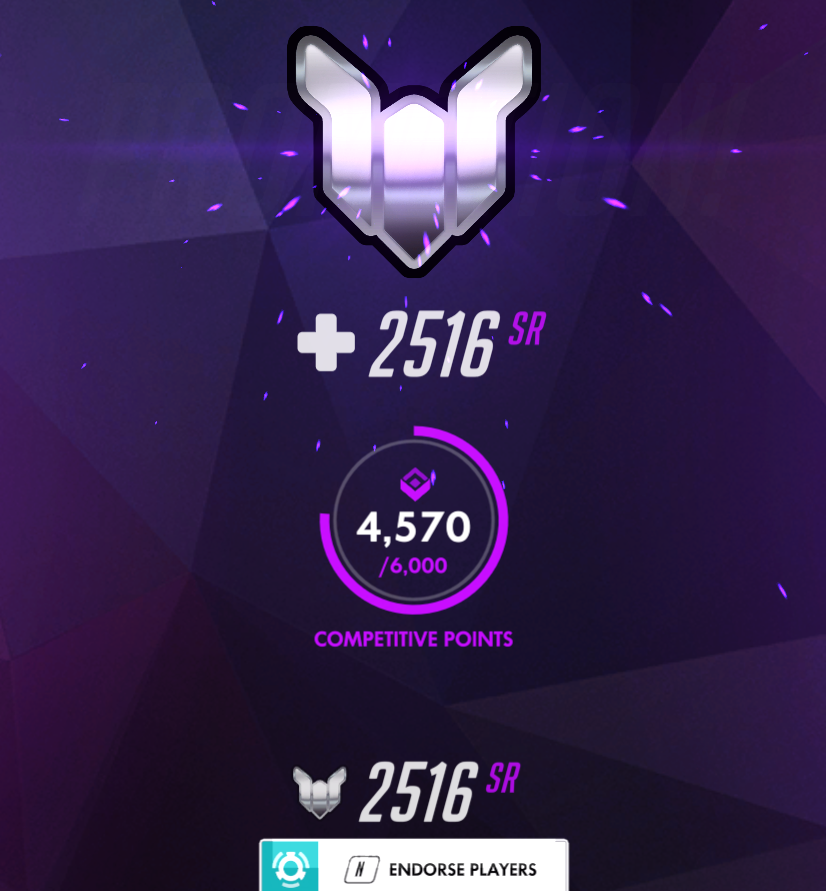 2516 SR
4,570
/6,000
COMPETITIVE POINTS
2516 SR
N ENDORSE PLAYERS